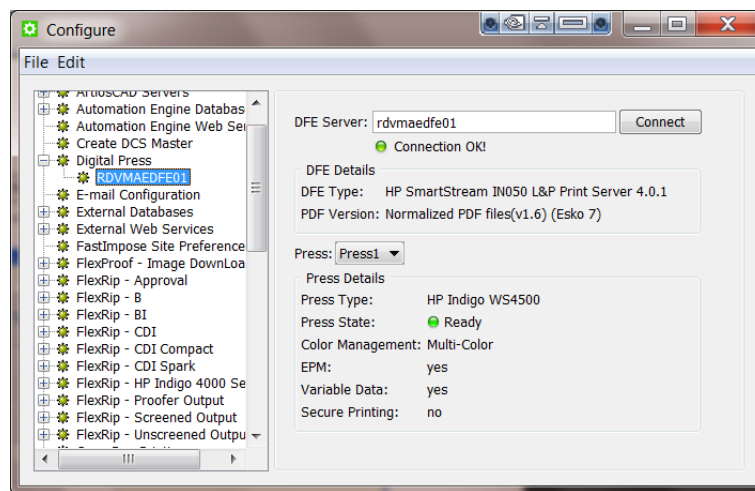 Configure
File Edit
ArtiosCAD Servers
Automation Engine Databas
Automation Engine Web Ser
Create DCS Master
Digital Press
RDVMAEDFE01
E-mail Configuration
External Databases
External Web Services
FastImpose Site Preference
FlexProof - Image DownLoa
FlexRip - Approval
FlexRip - B
FlexRip - BI
FlexRip - CDI
FlexRip - CDI Compact
FlexRip - CDI Spark
FlexRip - HP Indigo 4000 Se
FlexRip - Proofer Output
FlexRip - Screened Output
FlexRip - Unscreened Outpu
DFE Server: rdvmaedfe01 Connect
Connection OK!
DFE Details
DFE Type: HP SmartStream IN050 L&P Print Server 4.0.1
PDF Version: Normalized PDF files(v1.6) (Esko 7)
Press: Press1
Press Details
Press Type: HP Indigo WS4500
Press State: Ready
Color Management: Multi-Color
EPM: yes
Variable Data: yes
Secure Printing: no